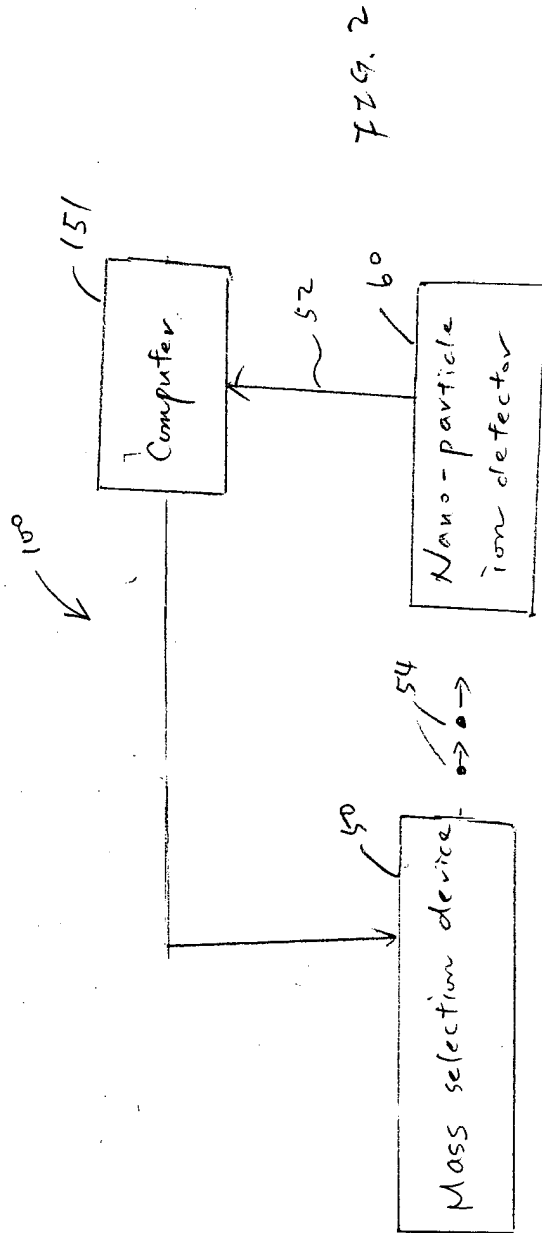 100
151
Computer
52
60
Nano-particle
ion detector
54
50
Mass selection device
FIG. 2